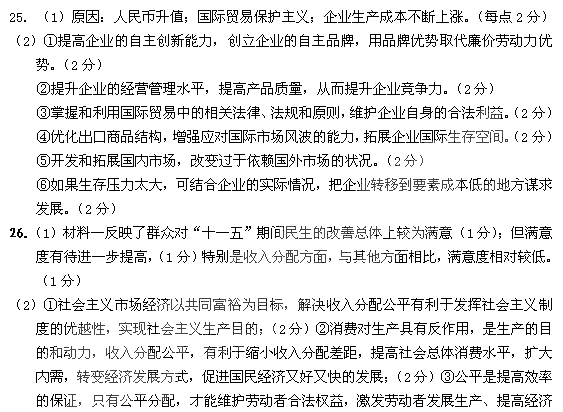 25. （1）原因：人民币升值；国际贸易保护主义；企业生产成本不断上涨。（每点2分）
（2）①提高企业的自主创新能力，创立企业的自主品牌，用品牌优势取代廉价劳动力优
势。（2分）
②提升企业的经营管理水平，提高产品质量，从而提升企业竞争力。（2分）
③掌握和利用国际贸易中的相关法律、法规和原则，维护企业自身的合法利益。（2分）
④优化出口商品结构，增强应对国际市场风波的能力，拓展企业国际生存空间。（2分）
⑤开发和拓展国内市场，改变过于依赖国外市场的状况。（2分）
⑥如果生存压力太大，可结合企业的实际情况，把企业转移到要素成本低的地方谋求
发展。（2分）
26.（1）材料一反映了群众对“十一五”期间民生的改善总体上较为满意（1分）；但满意
度有待进一步提高，（1分）特别是收入分配方面，与其他方面相比，满意度相对较低。
（1分）
（2）①社会主义市场经济以共同富裕为目标，解决收入分配公平有利于发挥社会主义制
度的优越性，实现社会主义生产目的；（2分）②消费对生产具有反作用，是生产的目
的和动力，收入分配公平，有利于缩小收入分配差距，提高社会总体消费水平，扩大
内需，转变经济发展方式，促进国民经济又好又快的发展；（2分）③公平是提高效率
的保证，只有公平分配，才能维护劳动者合法权益，激发劳动者发展生产、提高经济